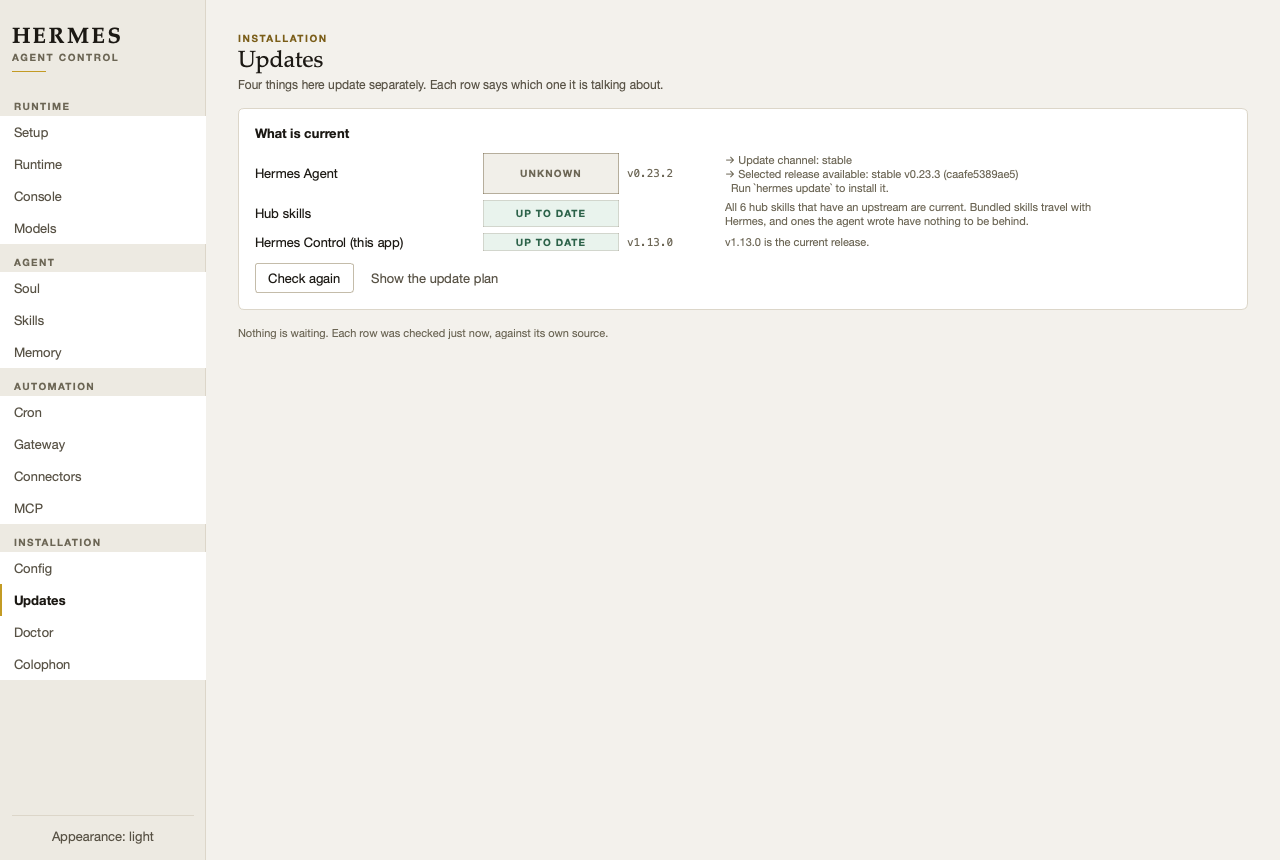 HERMES
AGENT CONTROL
RUNTIME
Setup
Runtime
Console
Models
AGENT
Soul
Skills
Memory
AUTOMATION
Cron
Gateway
Connectors
MCP
INSTALLATION
Config
Updates
Doctor
Colophon
Appearance: light
INSTALLATION
Updates
Four things here update separately. Each row says which one it is talking about.
What is current
Hermes Agent
UNKNOWN
v0.23.2
→ Update channel: stable
→ Selected release available: stable v0.23.3 (caafe5389ae5)
Run `hermes update` to install it.
Hub skills
UP TO DATE
All 6 hub skills that have an upstream are current. Bundled skills travel with
Hermes, and ones the agent wrote have nothing to be behind.
Hermes Control (this app)
UP TO DATE
v1.13.0
v1.13.0 is the current release.
Check again
Show the update plan
Nothing is waiting. Each row was checked just now, against its own source.